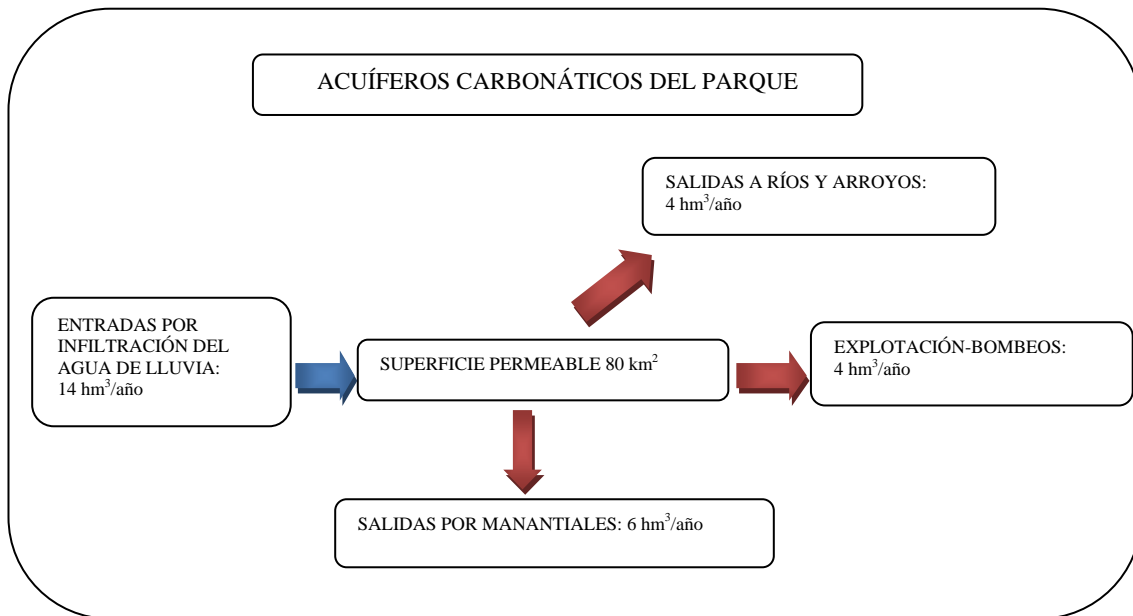 ACUÍFEROS CARBONÁTICOS DEL PARQUE
SALIDAS A RÍOS Y ARROYOS:
4 hm³/año
ENTRADAS POR
INFILTRACIÓN DEL
AGUA DE LLUVIA:
14 hm³/año
SUPERFICIE PERMEABLE 80 km²
EXPLOTACIÓN-BOMBEOS:
4 hm³/año
SALIDAS POR MANANTIALES: 6 hm³/año